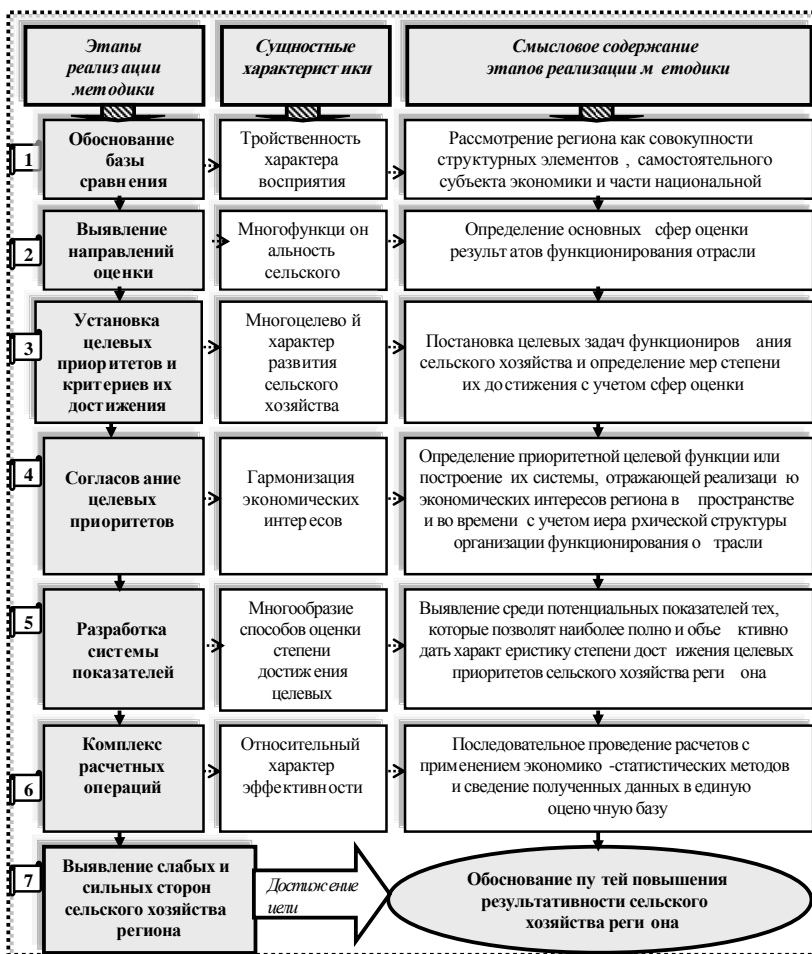 Этапы
реализации
методики
Сущностные
характеристики
Смысловое содержание
этапов реализации методики
1
Обоснование
базы
сравнения
Тройственность
характера
восприятия
Рассмотрение региона как совокупности
структурных элементов , самостоятельного
субъекта экономики и части национальной
2
Выявление
направлений
оценки
Многофункци он
альность
сельского
Определение основных сфер оценки
результатов функционирования отрасли
3
Установка
целевых
приоритетов и
критериев их
достижения
Многоцелевой
характер
развития
сельского
хозяйства
Постановка целевых задач функционирования
сельского хозяйства и определение мер степени
их достижения с учетом сфер оценки
4
Согласование
целевых
приоритетов
Гармонизация
экономических
интересов
Определение приоритетной целевой функции или
построение их системы, отражающей реализацию
экономических интересов региона в пространстве
и во времени с учетом иерархической структуры
организации функционирования отрасли
5
Разработка
системы
показателей
Многообразие
способов оценки
степени
достижения
целевых
Выявление среди потенциальных показателей тех,
которые позволят наиболее полно и объективно
дать характеристику степени достижения целевых
приоритетов сельского хозяйства региона
6
Комплекс
расчетных
операций
Относительный
характер
эффективности
Последовательное проведение расчетов с
применением экономико -статистических методов
и сведение полученных данных в единую
оценочную базу
7
Выявление слабых и
сильных сторон
сельского хозяйства
региона
Достижение
цели
Обоснование путей повышения
результативности сельского
хозяйства региона